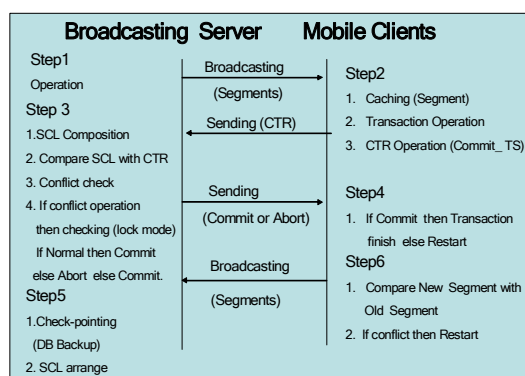 Broadcasting Server Mobile Clients
Step1
Operation
Step 3
1.SCL Composition
2. Compare SCL with CTR
3. Conflict check
4. If conflict operation
then checking (lock mode)
If Normal then Commit
else Abort else Commit.
Step5
1.Check-pointing
(DB Backup)
2. SCL arrange
Broadcasting
(Segments)
Sending (CTR)
Sending
(Commit or Abort)
Broadcasting
(Segments)
Step2
1. Caching (Segment)
2. Transaction Operation
3. CTR Operation (Commit_ TS)
Step4
1. If Commit then Transaction
finish else Restart
Step6
1. Compare New Segment with
Old Segment
2. If conflict then Restart